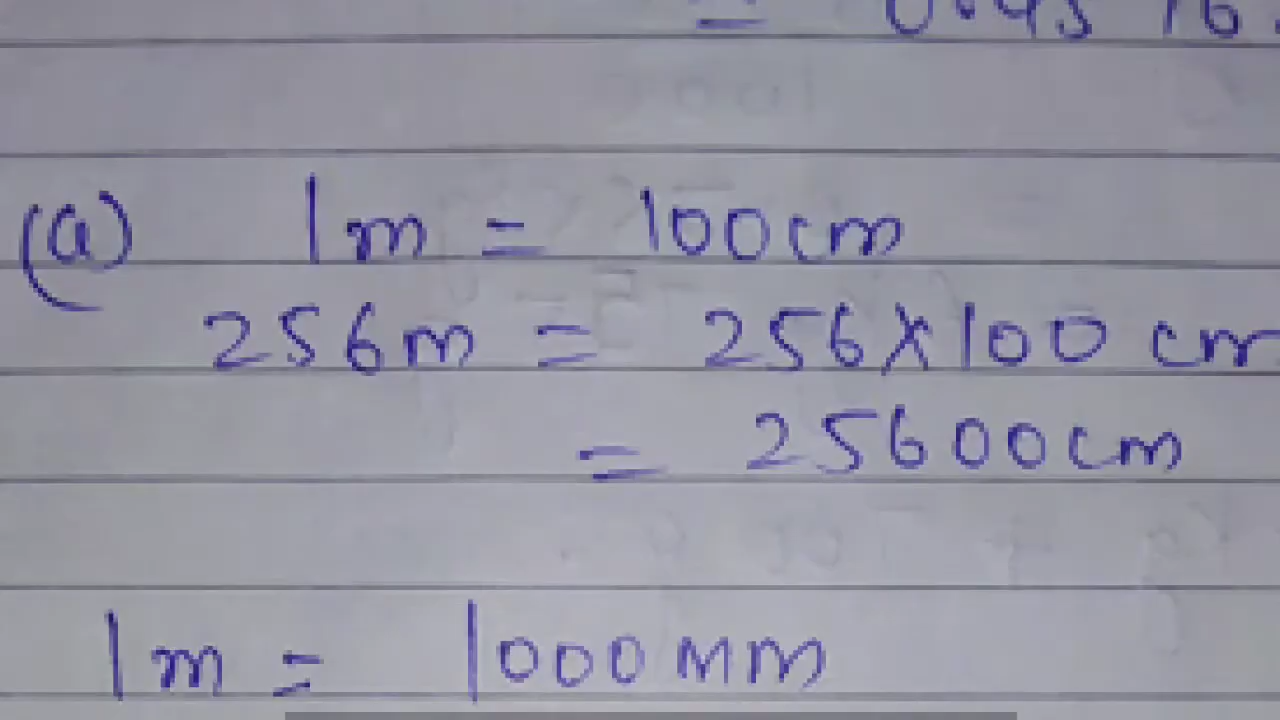 =
(a) 1m = 100cm
256m = 256×100 cm
= 25600cm
1m = 1000mm